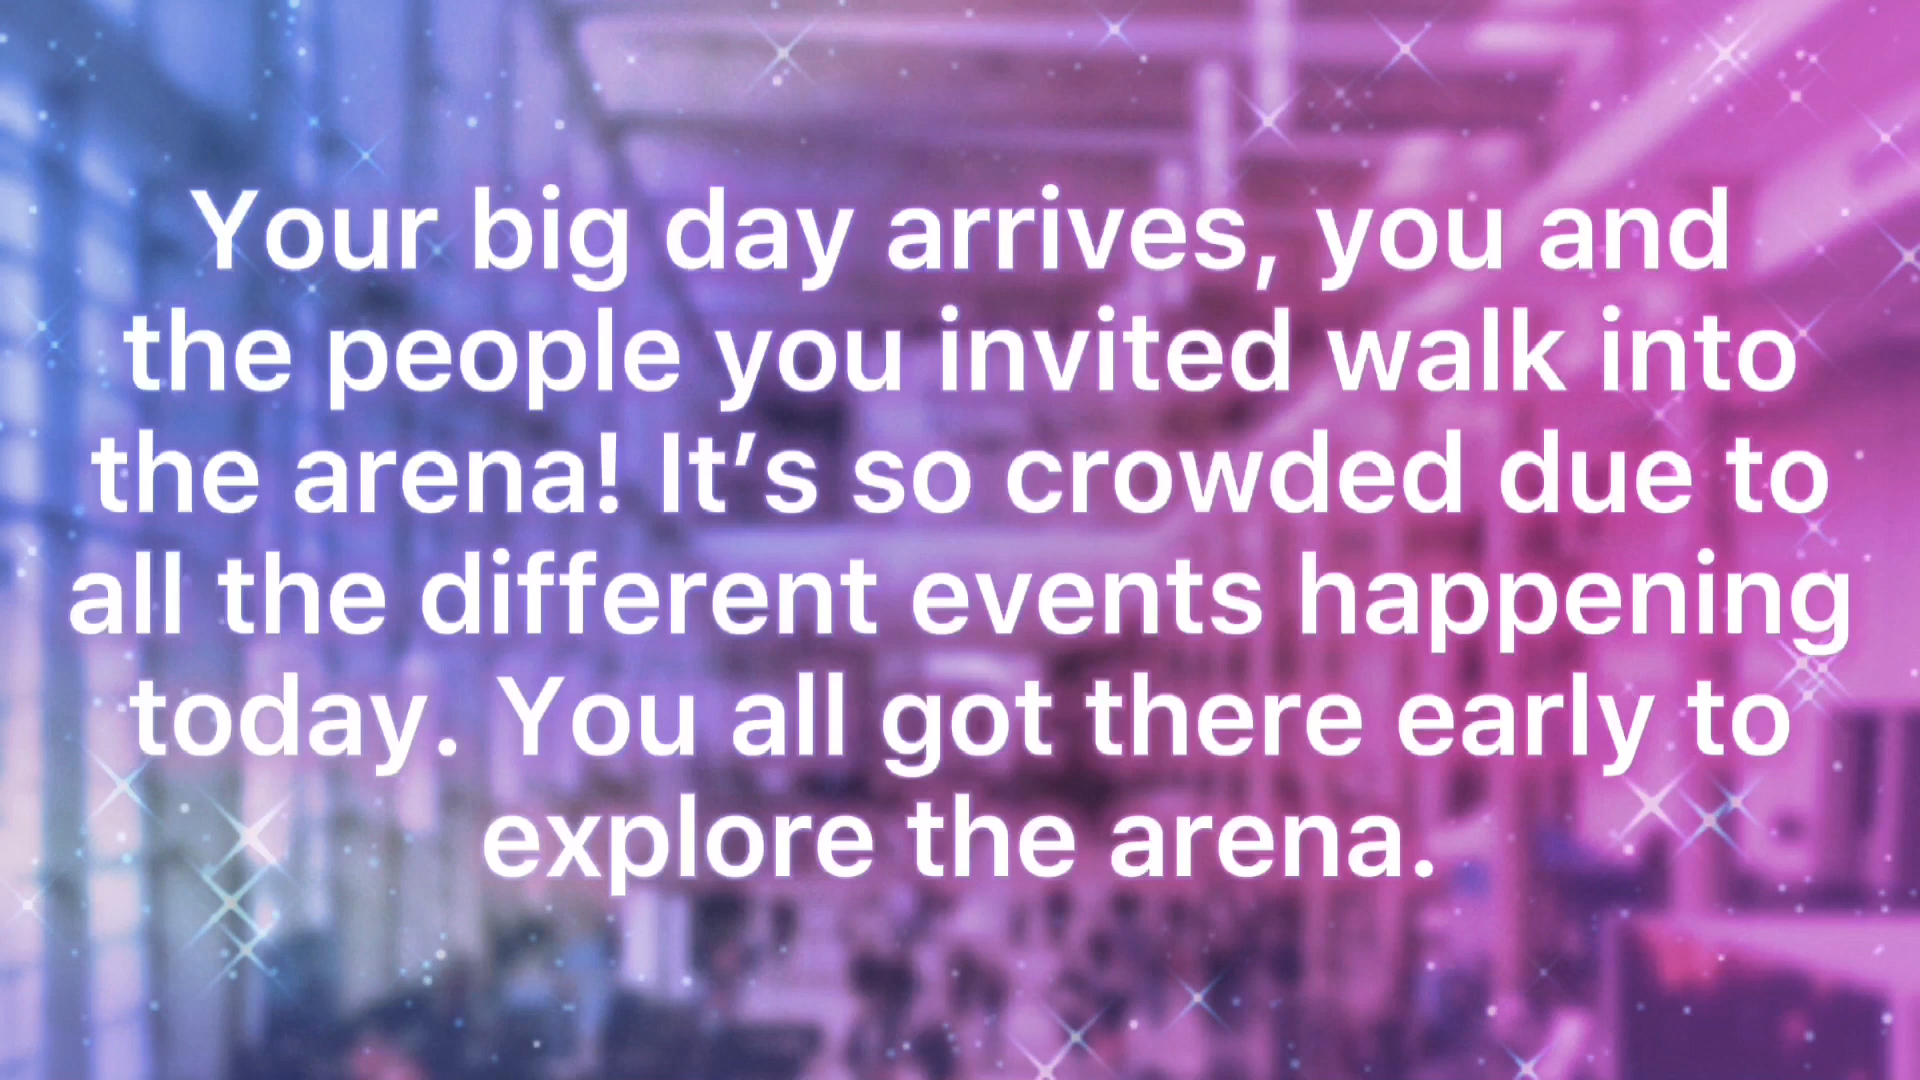 Your big day arrives, you and
the people you invited walk into
the arena! It’s so crowded due to
all the different events happening
today. You all got there early to
explore the arena.